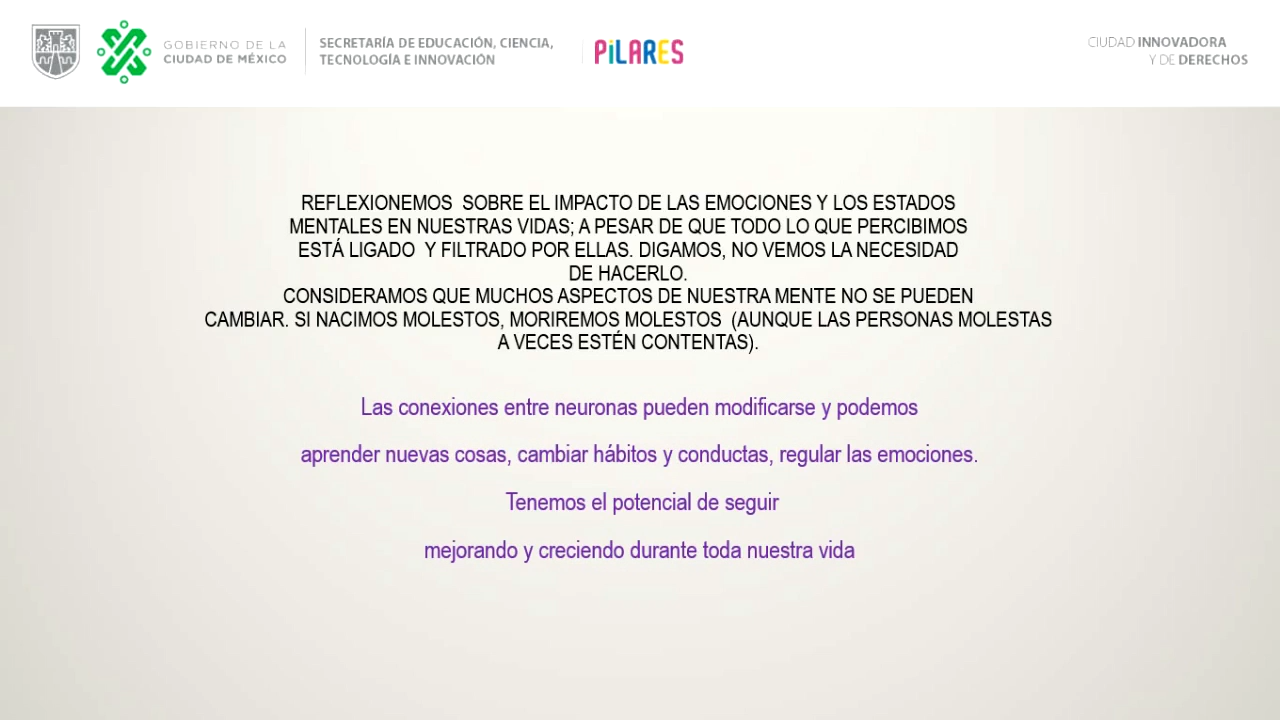 GOBIERNO DE LA
CIUDAD DE MÉXICO
SECRETARÍA DE EDUCACIÓN, CIENCIA,
TECNOLOGÍA E INNOVACIÓN
PiLARES
CIUDAD INNOVADORA
Y DE DERECHOS
REFLEXIONEMOS  SOBRE EL IMPACTO DE LAS EMOCIONES Y LOS ESTADOS
MENTALES EN NUESTRAS VIDAS; A PESAR DE QUE TODO LO QUE PERCIBIMOS
ESTÁ LIGADO  Y FILTRADO POR ELLAS. DIGAMOS, NO VEMOS LA NECESIDAD
DE HACERLO.
CONSIDERAMOS QUE MUCHOS ASPECTOS DE NUESTRA MENTE NO SE PUEDEN
CAMBIAR. SI NACIMOS MOLESTOS, MORIREMOS MOLESTOS  (AUNQUE LAS PERSONAS MOLESTAS
A VECES ESTÉN CONTENTAS).
Las conexiones entre neuronas pueden modificarse y podemos
aprender nuevas cosas, cambiar hábitos y conductas, regular las emociones.
Tenemos el potencial de seguir
mejorando y creciendo durante toda nuestra vida